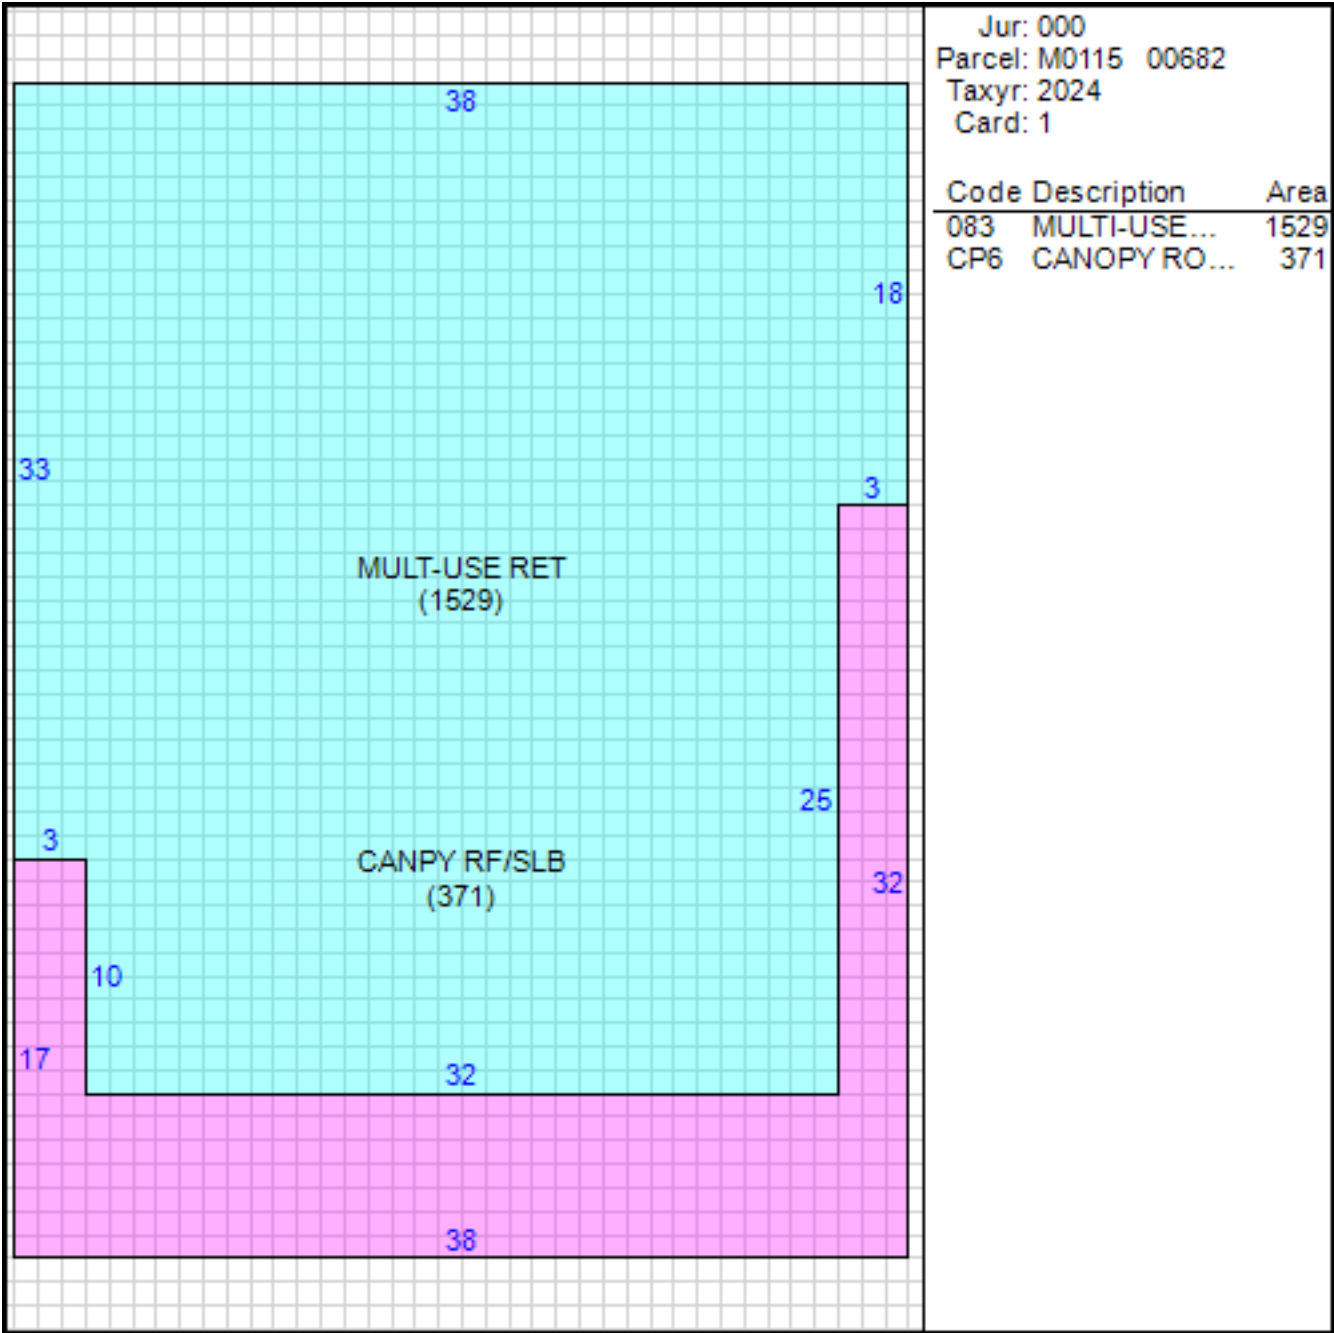 Jur: 000
Parcel: M0115 00682
Taxyr: 2024
Card: 1
Code Description Area
083 MULTI-USE... 1529
CP6 CANOPY RO... 371
38
18
33
3
MULT-USE RET
(1529)
25
3
CANPY RF/SLB
(371)
32
10
17
32
38